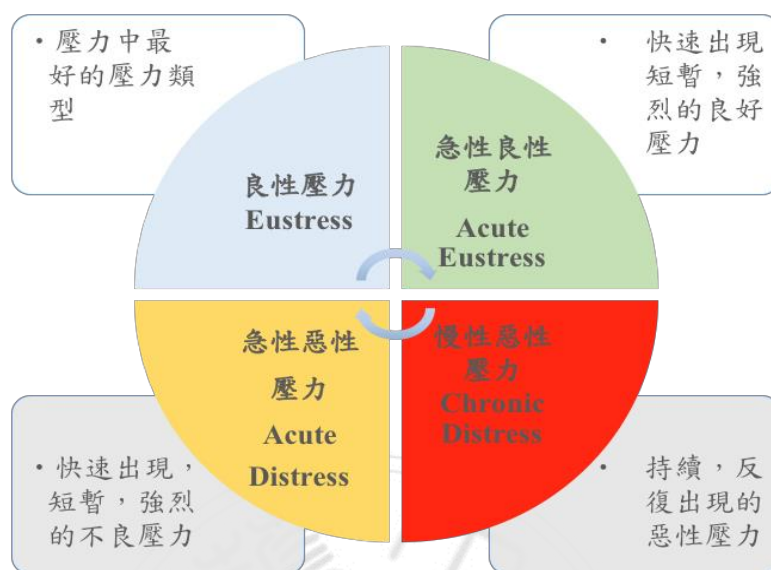 • 壓力中最
好的壓力類
型
良性壓力
Eustress
• 快速出現
短暫，強
烈的良好
壓力
急性良性
壓力
Acute
Eustress
急性惡性
壓力
Acute
Distress
• 快速出現，
短暫，強烈
的不良壓力
慢性惡性
壓力
Chronic
Distress
• 持續，反
復出現的
惡性壓力